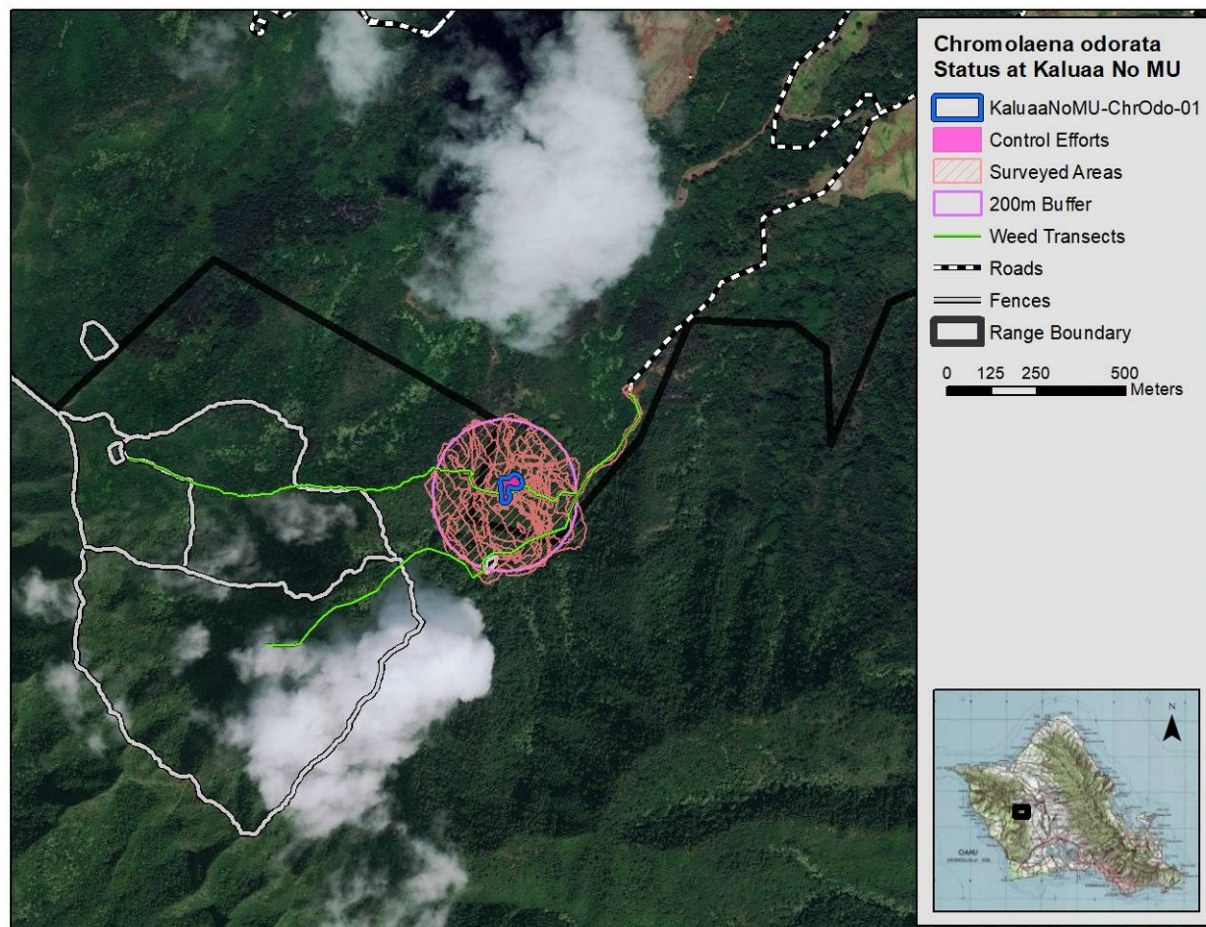 Chromolaena odorata
Status at Kaluaa No MU
KaluaaNoMU-ChrOdo-01
Control Efforts
Surveyed Areas
200m Buffer
Weed Transects
Roads
Fences
Range Boundary
0 125 250 500
Meters
N
OAHU